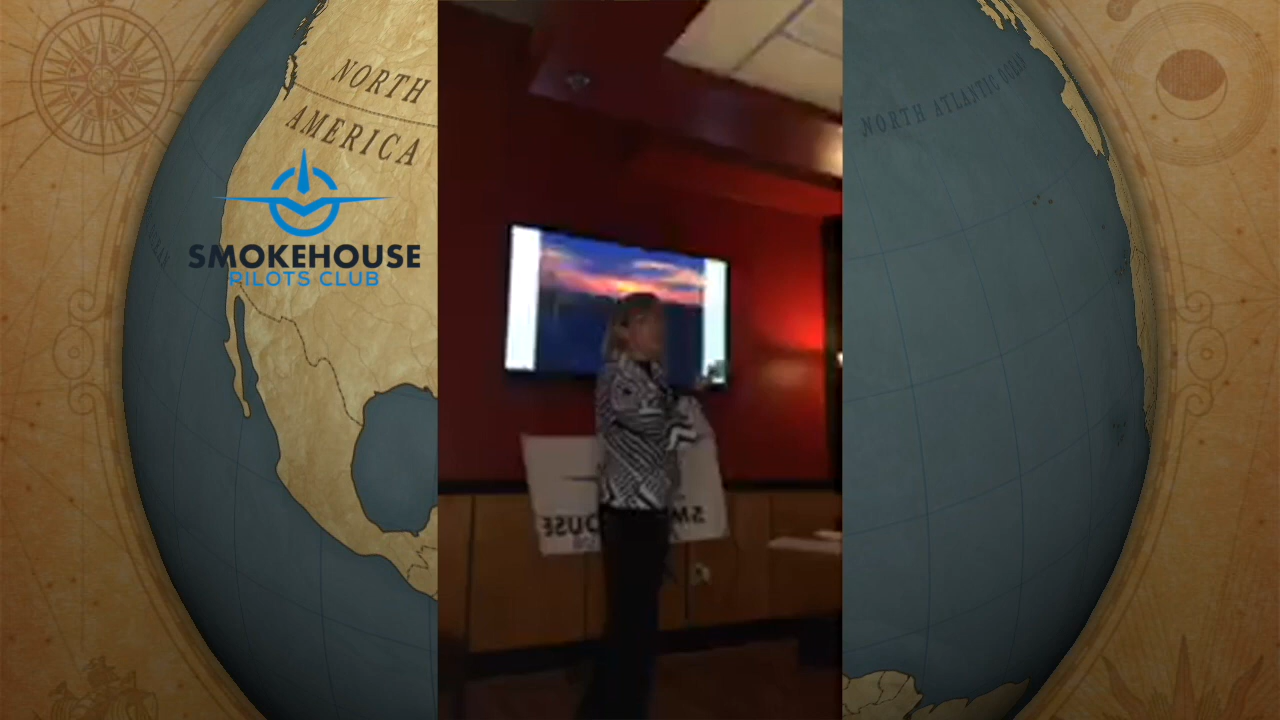 NORTH
AMERICA
SMOKEHOUSE
PILOTS CLUB
NORTH ATLANTIC OCEAN